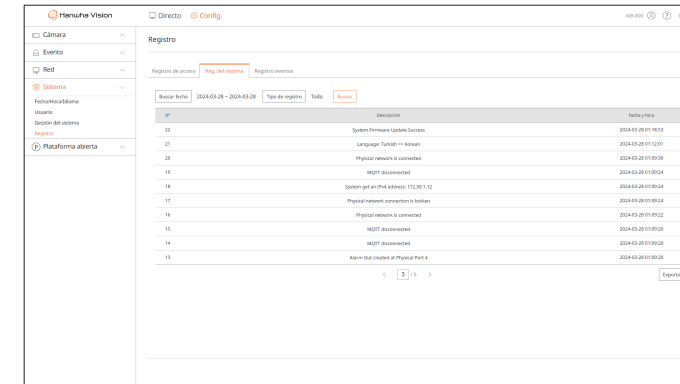 Hanwha Vision
Directo Config.
AIB-800
Cámara
Evento
Red
Sistema
Fecha/Hora/Idioma
Usuario
Gestión del sistema
Registro
Plataforma abierta
Registro
Registro de acceso Reg. del sistema Registro eventos
Buscar fecha 2024-03-28 ~ 2024-03-28 Tipo de registro Todo Buscar
Nº Descripción Fecha y hora
22 System Firmware Update Success 2024-03-28 01:18:53
21 Language: Turkish => Korean 2024-03-28 01:12:01
20 Physical network is connected 2024-03-28 01:09:30
19 MQTT disconnected 2024-03-28 01:09:24
18 System get an IPv4 address: 172.30.1.12 2024-03-28 01:09:24
17 Physical network connection is broken 2024-03-28 01:09:24
16 Physical network is connected 2024-03-28 01:09:22
15 MQTT disconnected 2024-03-28 01:09:20
14 MQTT disconnected 2024-03-28 01:09:20
13 Alarm Out created at Physical Port 4 2024-03-28 01:09:20
< 3 / 5 >
Exporta